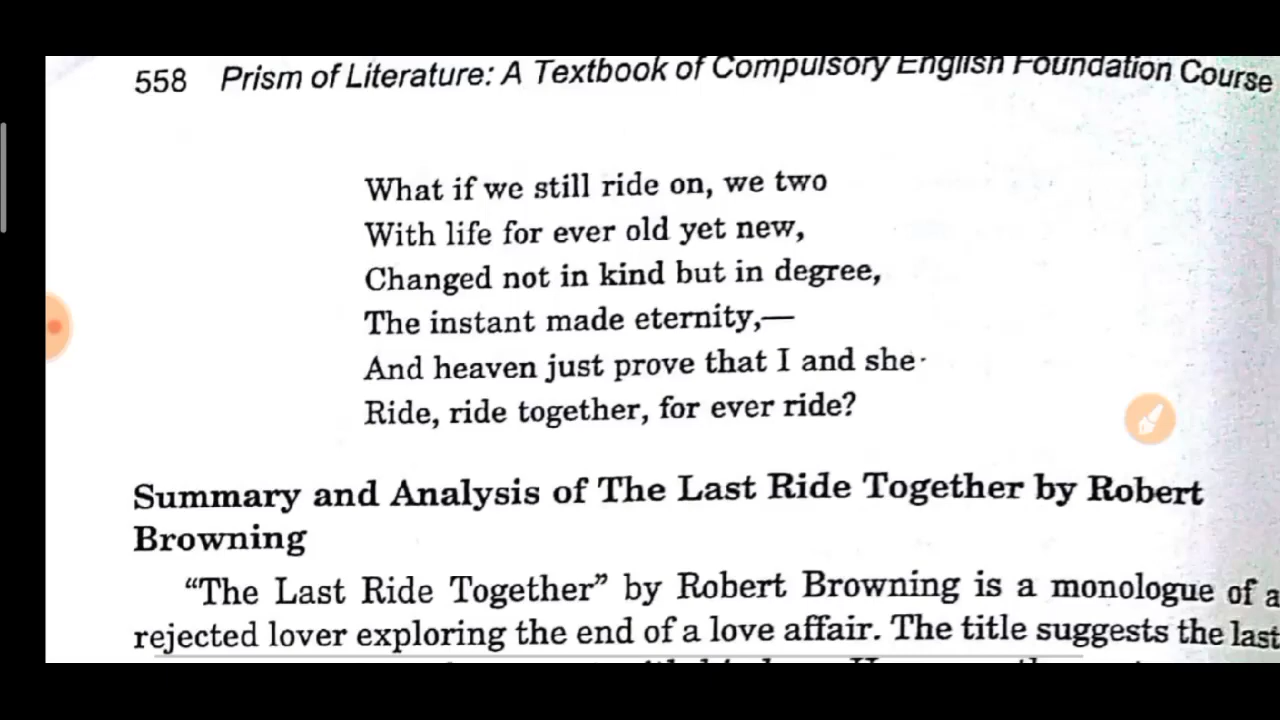 558 Prism of Literature: A Textbook of Compulsory English Foundation Course
What if we still ride on, we two
With life for ever old yet new,
Changed not in kind but in degree,
The instant made eternity,—
And heaven just prove that I and she
Ride, ride together, for ever ride?
Summary and Analysis of The Last Ride Together by Robert
Browning
“The Last Ride Together” by Robert Browning is a monologue of a
rejected lover exploring the end of a love affair. The title suggests the last